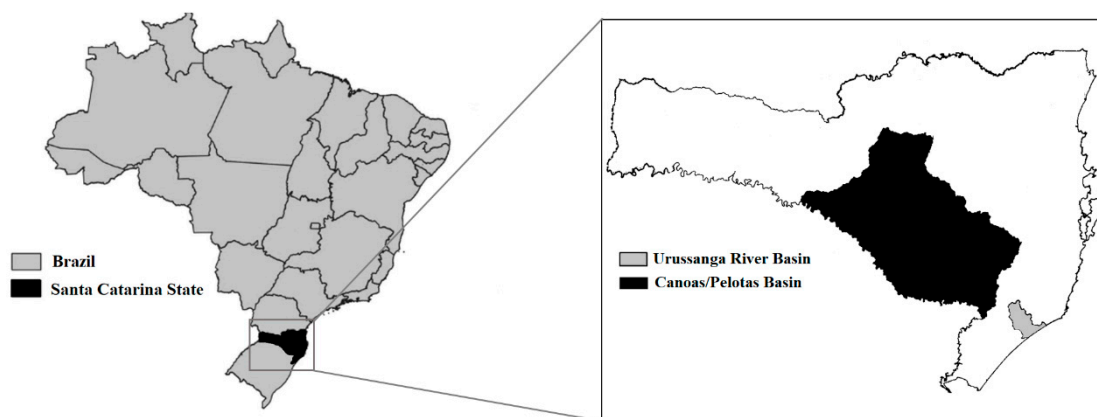 Brazil
Santa Catarina State
Urussanga River Basin
Canoas/Pelotas Basin